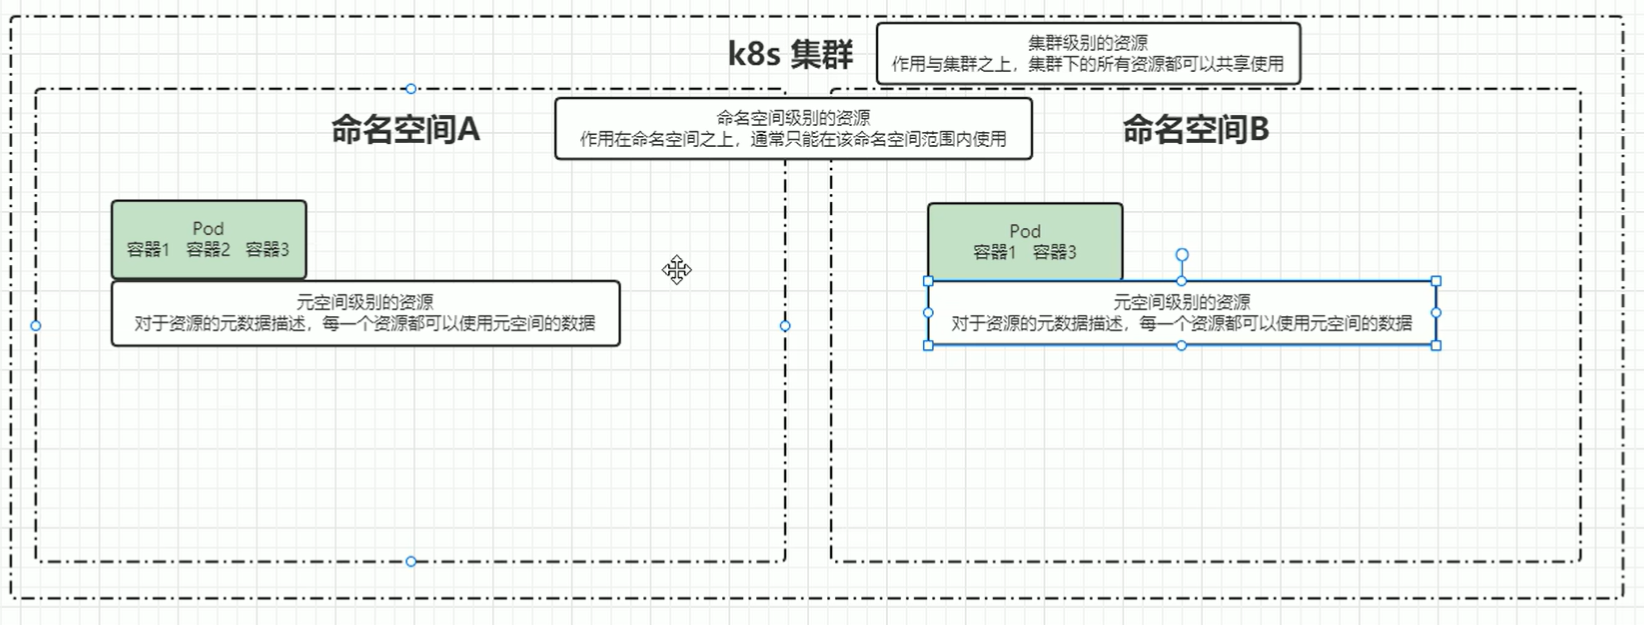 k8s 集群
集群级别的资源
作用与集群之上，集群下的所有资源都可以共享使用
命名空间A
命名空间级别的资源
作用在命名空间之上，通常只能在该命名空间范围内使用
命名空间B
Pod
容器1 容器2 容器3
元空间级别的资源
对于资源的元数据描述，每一个资源都可以使用元空间的数据
Pod
容器1 容器3
元空间级别的资源
对于资源的元数据描述，每一个资源都可以使用元空间的数据